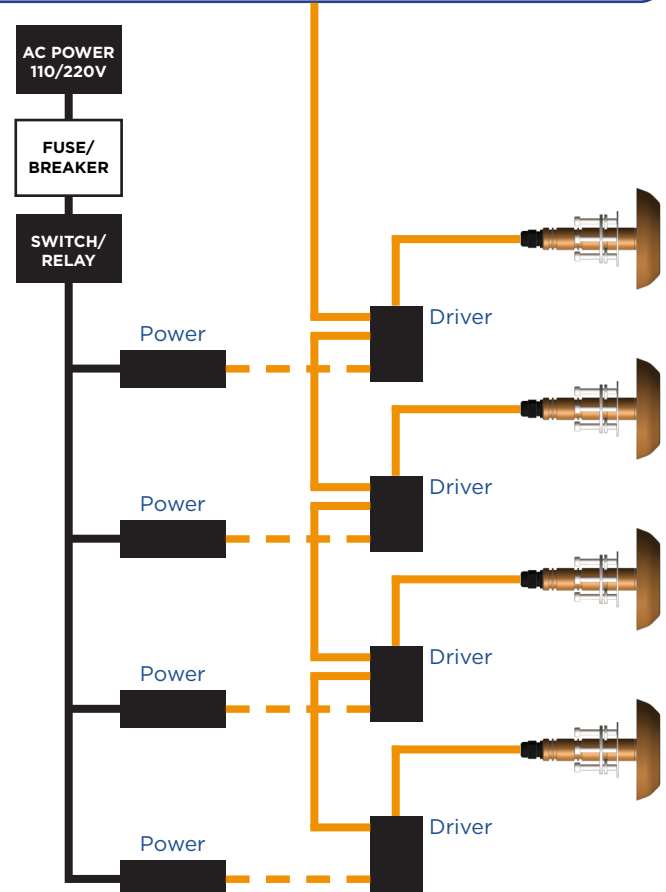 AC POWER
110/220V
FUSE/
BREAKER
SWITCH/
RELAY
Power
Driver
Power
Driver
Power
Driver
Power
Driver